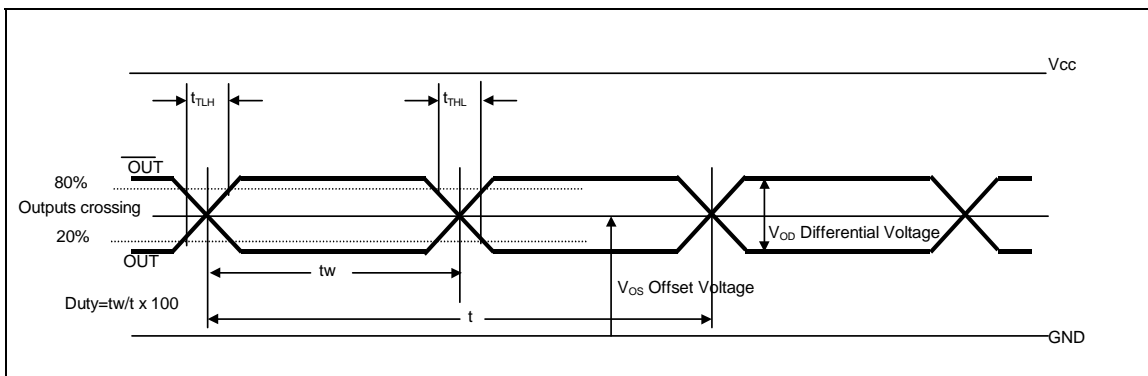 Vcc
tTLH
tTHL
OUT
80%
Outputs crossing
20%
OUT
VOD Differential Voltage
tw
VOS Offset Voltage
Duty=tw/t x 100
t
GND